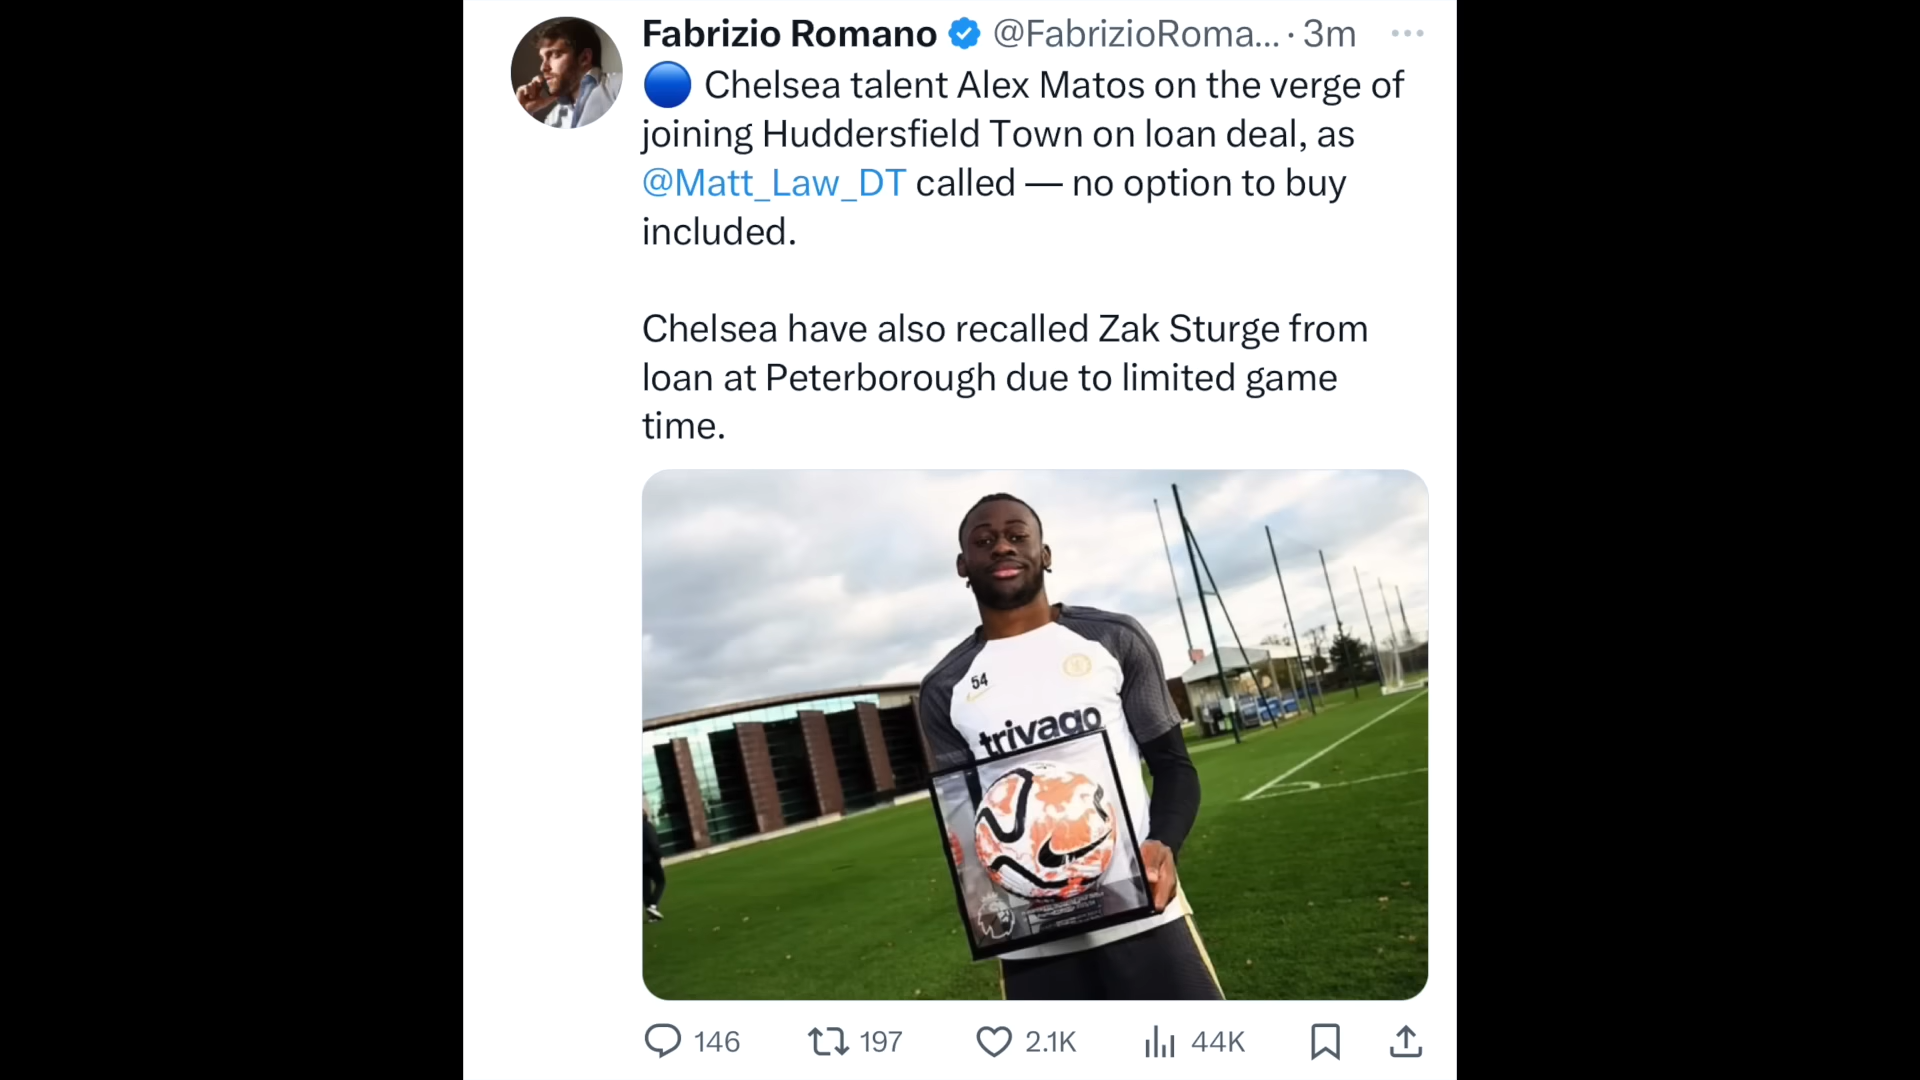 Fabrizio Romano @FabrizioRoma... · 3m
Chelsea talent Alex Matos on the verge of
joining Huddersfield Town on loan deal, as
@Matt_Law_DT called — no option to buy
included.
Chelsea have also recalled Zak Sturge from
loan at Peterborough due to limited game
time.
54
trivago
146 197 2.1K 44K